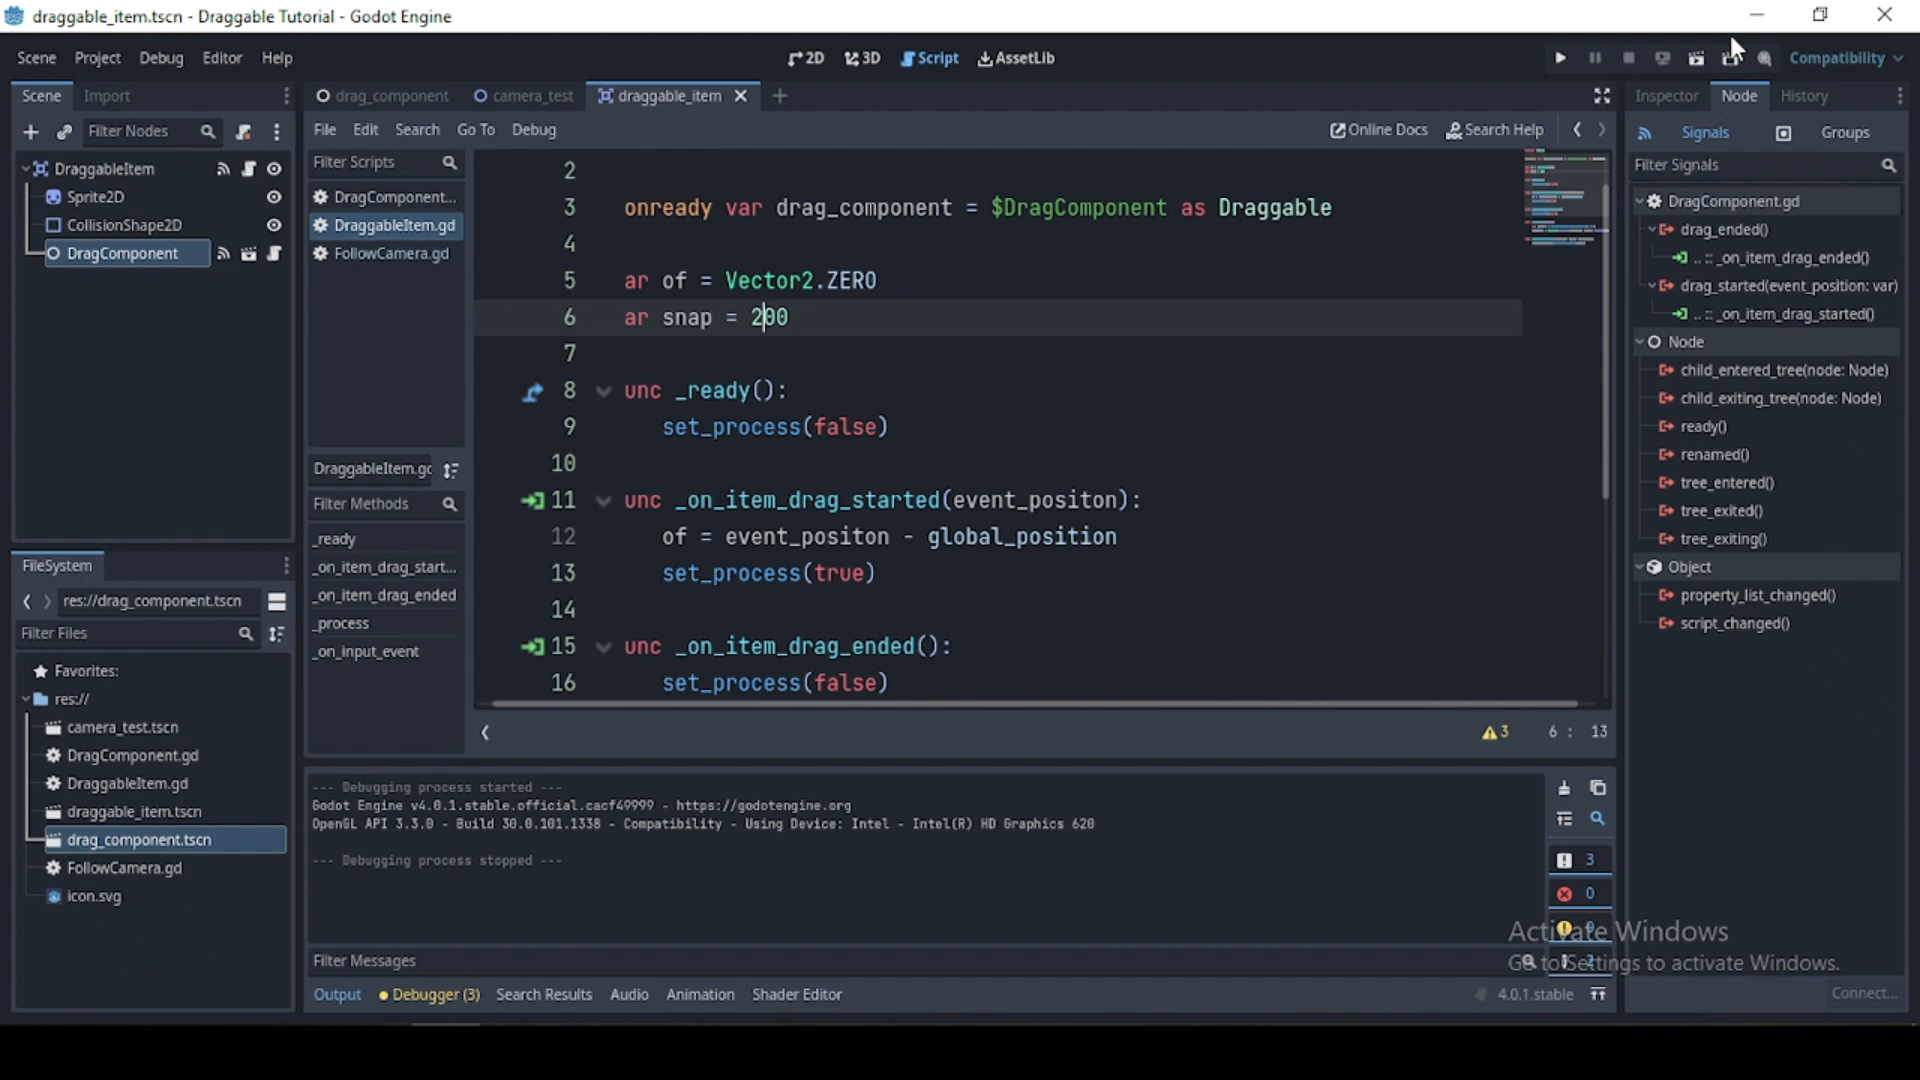 draggable_item.tscn - Draggable Tutorial - Godot Engine
Scene Project Debug Editor Help
2D 3D Script AssetLib
Compatibility
Scene Import
Filter Nodes
DraggableItem
Sprite2D
CollisionShape2D
DragComponent
FileSystem
res://drag_component.tscn
Filter Files
Favorites:
res://
camera_test.tscn
DragComponent.gd
DraggableItem.gd
draggable_item.tscn
drag_component.tscn
FollowCamera.gd
icon.svg
drag_component camera_test draggable_item
File Edit Search Go To Debug
Online Docs Search Help
Filter Scripts
DragComponent...
DraggableItem.gd
FollowCamera.gd
DraggableItem.gc
Filter Methods
_ready
_on_item_drag_start...
_on_item_drag_ended
_process
_on_input_event
2
3 onready var drag_component = $DragComponent as Draggable
4
5 ar of = Vector2.ZERO
6 ar snap = 200
7
8 unc _ready():
9 set_process(false)
10
11 unc _on_item_drag_started(event_positon):
12 of = event_positon - global_position
13 set_process(true)
14
15 unc _on_item_drag_ended():
16 set_process(false)
3 6 : 13
--- Debugging process started ---
Godot Engine v4.0.1.stable.official.cacf49999 - https://godotengine.org
OpenGL API 3.3.0 - Build 30.0.101.1338 - Compatibility - Using Device: Intel - Intel(R) HD Graphics 620
--- Debugging process stopped ---
3
0
Filter Messages
Output Debugger (3) Search Results Audio Animation Shader Editor
4.0.1.stable
Inspector Node History
Signals Groups
Filter Signals
DragComponent.gd
drag_ended()
.. :: _on_item_drag_ended()
drag_started(event_position: var)
.. :: _on_item_drag_started()
Node
child_entered_tree(node: Node)
child_exiting_tree(node: Node)
ready()
renamed()
tree_entered()
tree_exited()
tree_exiting()
Object
property_list_changed()
script_changed()
Activate Windows
Go to Settings to activate Windows.
Connect...